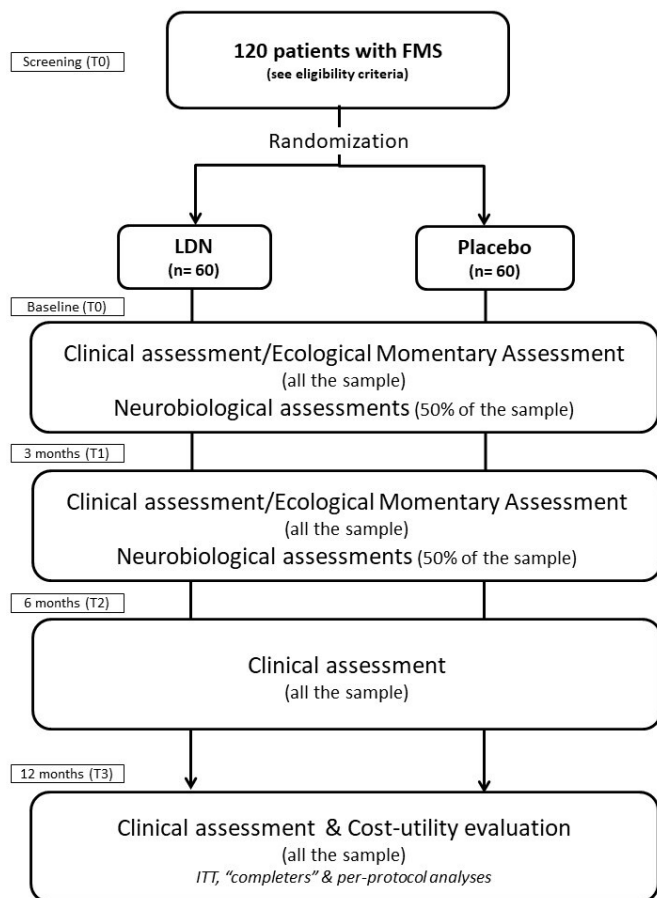 Screening (T0)
120 patients with FMS
(see eligibility criteria)
Randomization
LDN
(n= 60)
Placebo
(n= 60)
Baseline (T0)
Clinical assessment/Ecological Momentary Assessment
(all the sample)
Neurobiological assessments (50% of the sample)
3 months (T1)
Clinical assessment/Ecological Momentary Assessment
(all the sample)
Neurobiological assessments (50% of the sample)
6 months (T2)
Clinical assessment
(all the sample)
12 months (T3)
Clinical assessment & Cost-utility evaluation
(all the sample)
ITT, “completers” & per-protocol analyses